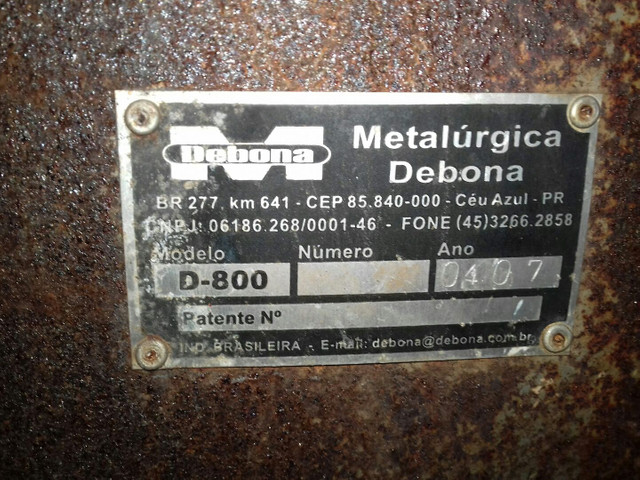 Debona
Metalúrgica
Debona
BR 277, km 641 - CEP 85.840-000 - Céu Azul - PR
CNPJ: 06186.268/0001-46 - FONE (45)3266.2858
Modelo Número Ano
D-800 0407
Patente Nº
IND. BRASILEIRA - E-mail: debona@debona.com.br